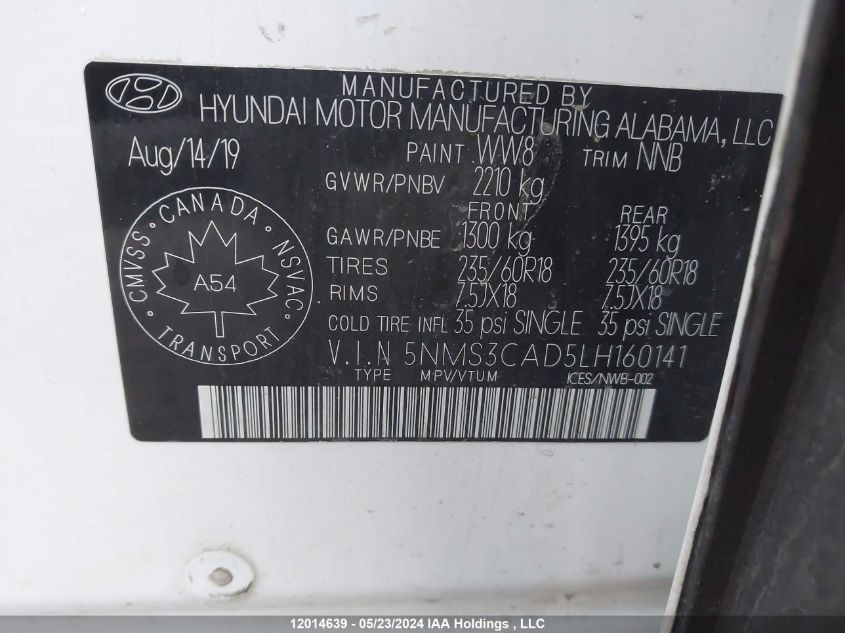 MANUFACTURED BY
HYUNDAI MOTOR MANUFACTURING ALABAMA, LLC
Aug/14/19 PAINT WW8 TRIM NNB
GVWR/PNBV 2210 kg
FRONT REAR
GAWR/PNBE 1300 kg 1395 kg
TIRES 235/60R18 235/60R18
RIMS 7.5JX18 7.5JX18
COLD TIRE INFL 35 psi SINGLE 35 psi SINGLE
V.I.N 5NMS3CAD5LH160141
TYPE MPV/VTUM ICES/NWB-002
CMVSS CANADA NSVAC
A54
TRANSPORT
12014639 - 05/23/2024 IAA Holdings , LLC